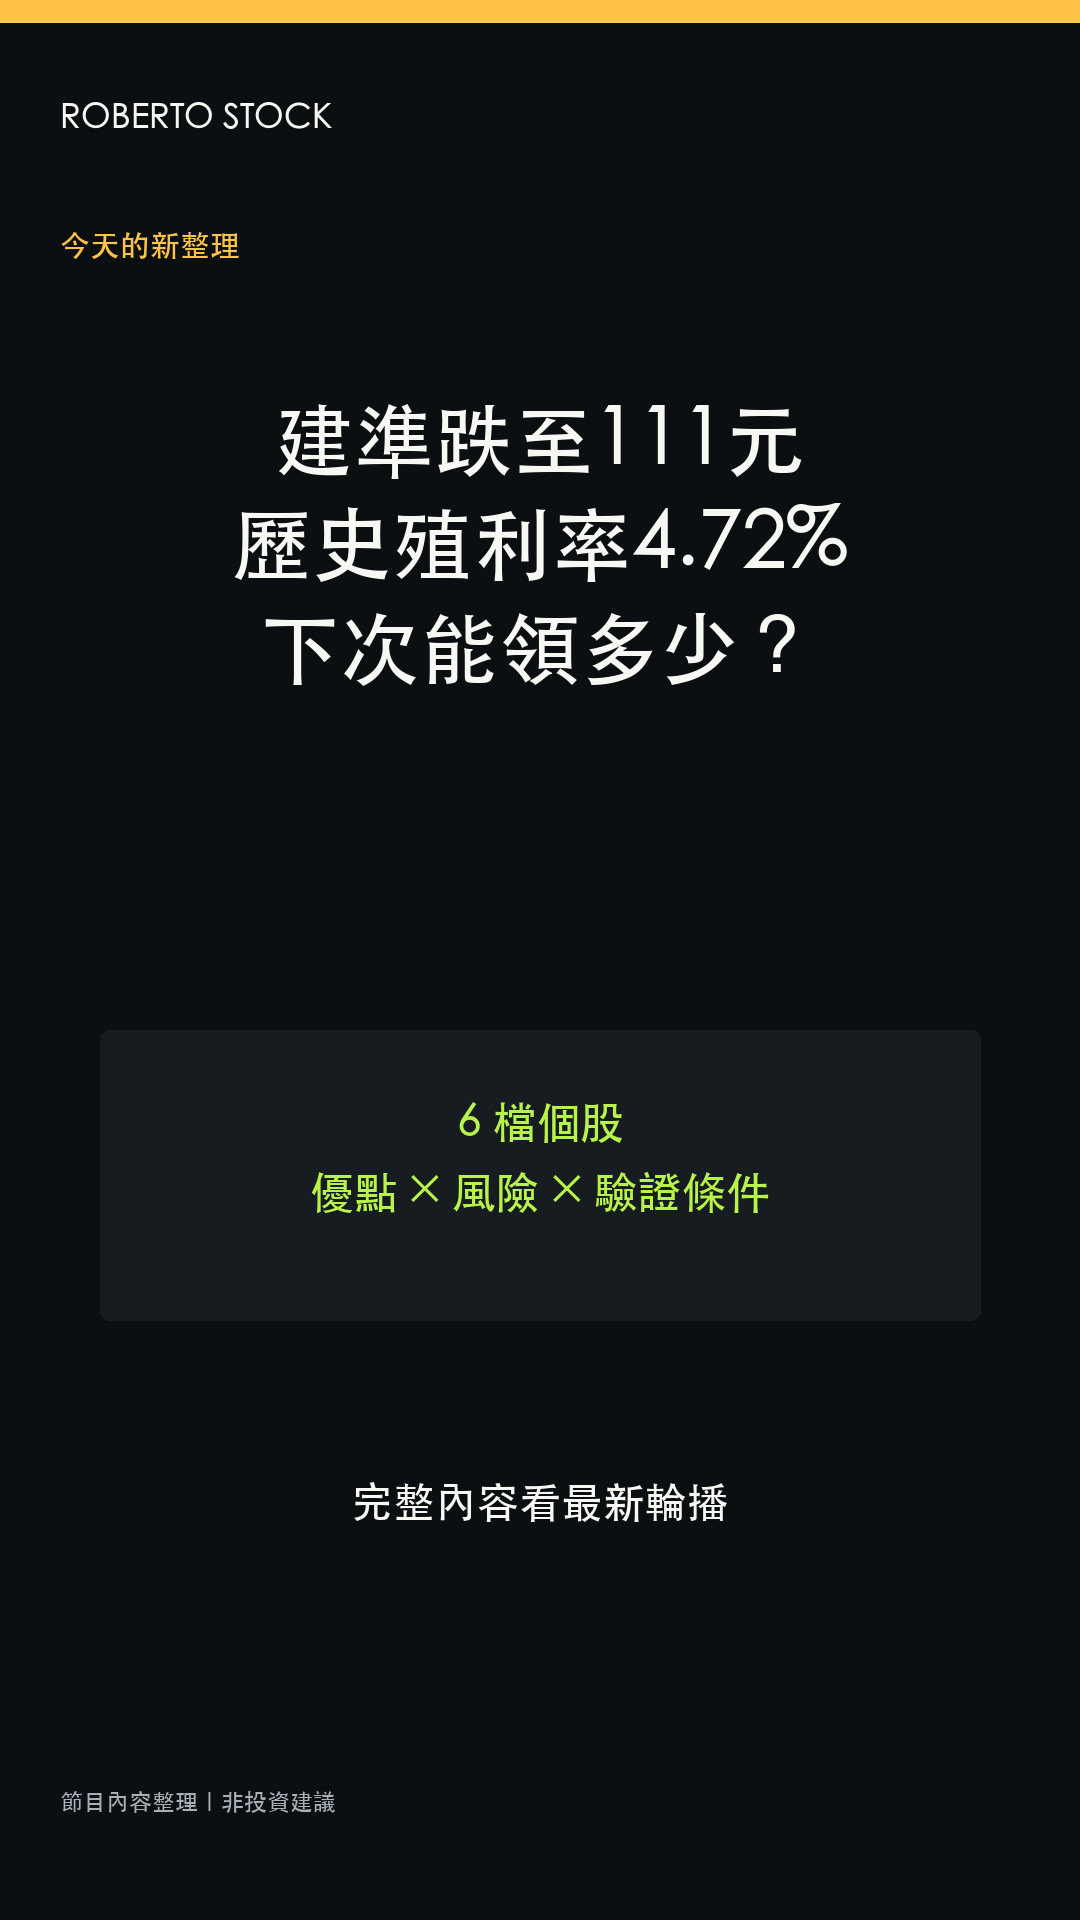 ROBERTO STOCK
今天的新整理
建準跌至111元
歷史殖利率4.72%
下次能領多少？
6 檔個股
優點 × 風險 × 驗證條件
完整內容看最新輪播
節目內容整理｜非投資建議